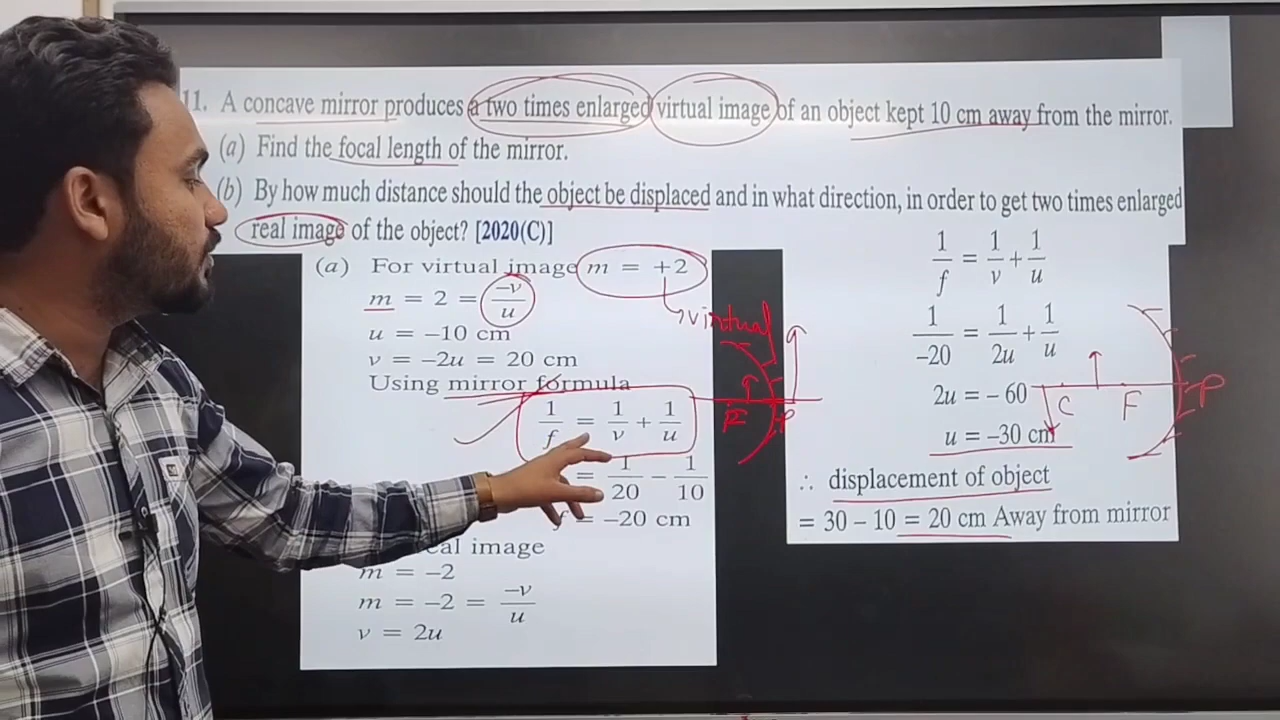 11. A concave mirror produces a two times enlarged virtual image of an object kept 10 cm away from the mirror.
(a) Find the focal length of the mirror.
(b) By how much distance should the object be displaced and in what direction, in order to get two times enlarged
real image of the object? [2020(C)]
(a) For virtual image m = +2
m = 2 = -v/u
u = –10 cm
v = –2u = 20 cm
Using mirror formula
1/f = 1/v + 1/u
= 1/20 – 1/10
f = –20 cm
eal image
m = –2
m = –2 = –v/u
v = 2u
virtual
F P
1/f = 1/v + 1/u
1/–20 = 1/2u + 1/u
2u = – 60
u = –30 cm
C F P
∴ displacement of object
= 30 – 10 = 20 cm Away from mirror